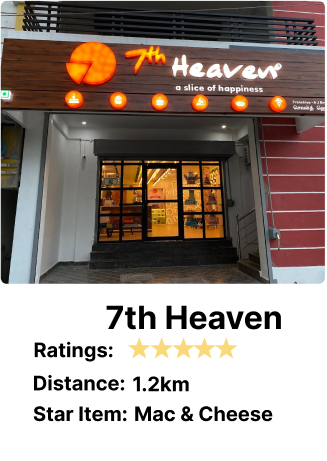 7th Heaven
a slice of happiness
7th Heaven
Ratings:
Distance: 1.2km
Star Item: Mac & Cheese